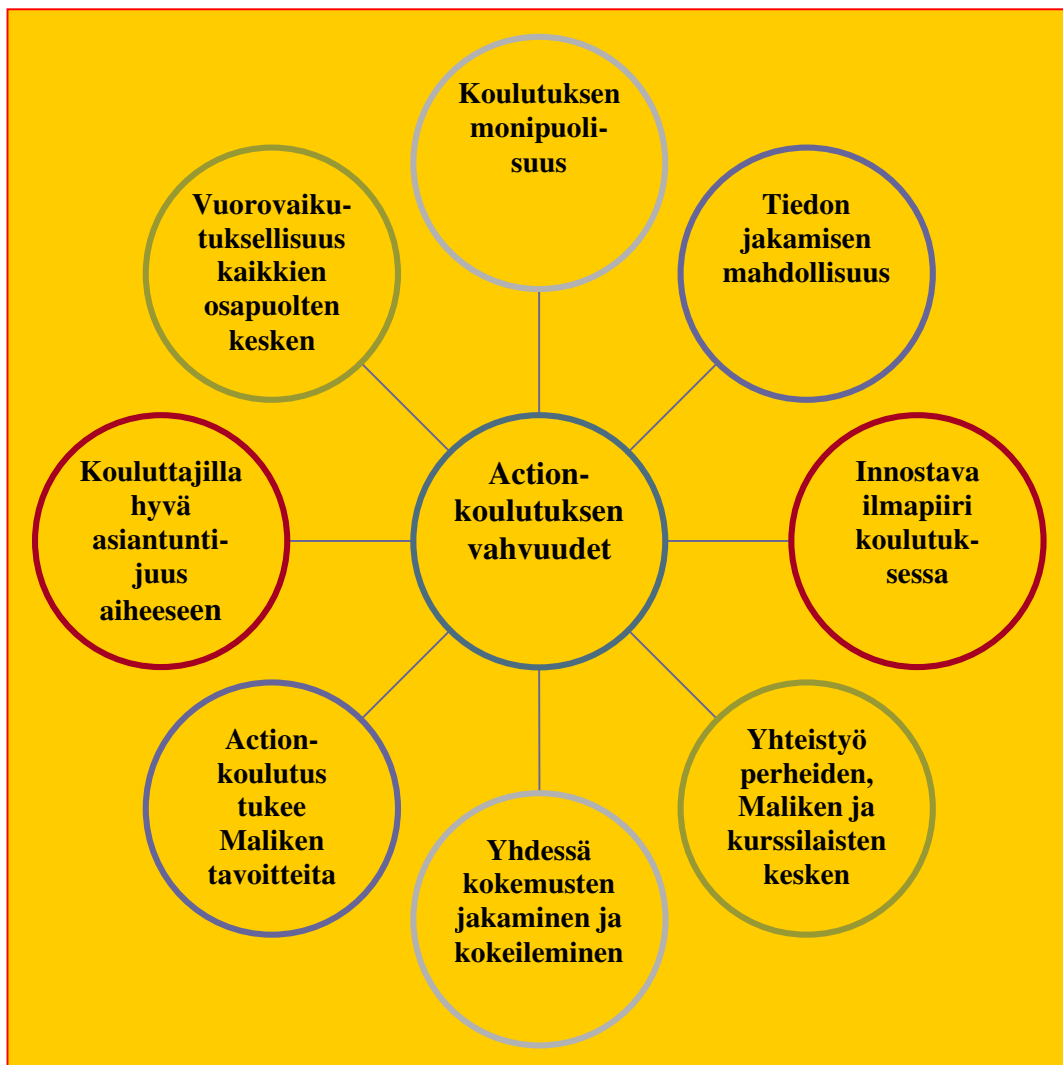 Koulutuksen
monipuoli-
suus
Tiedon
jakamisen
mahdollisuus
Innostava
ilmapiiri
koulutuk-
sessa
Yhteistyö
perheiden,
Maliken ja
kurssilaisten
kesken
Yhdessä
kokemusten
jakaminen ja
kokeileminen
Action-
koulutus
tukee
Maliken
tavoitteita
Kouluttajilla
hyvä
asiantunti-
juus
aiheeseen
Vuorovaiku-
tuksellisuus
kaikkien
osapuolten
kesken
Action-
koulutuksen
vahvuudet